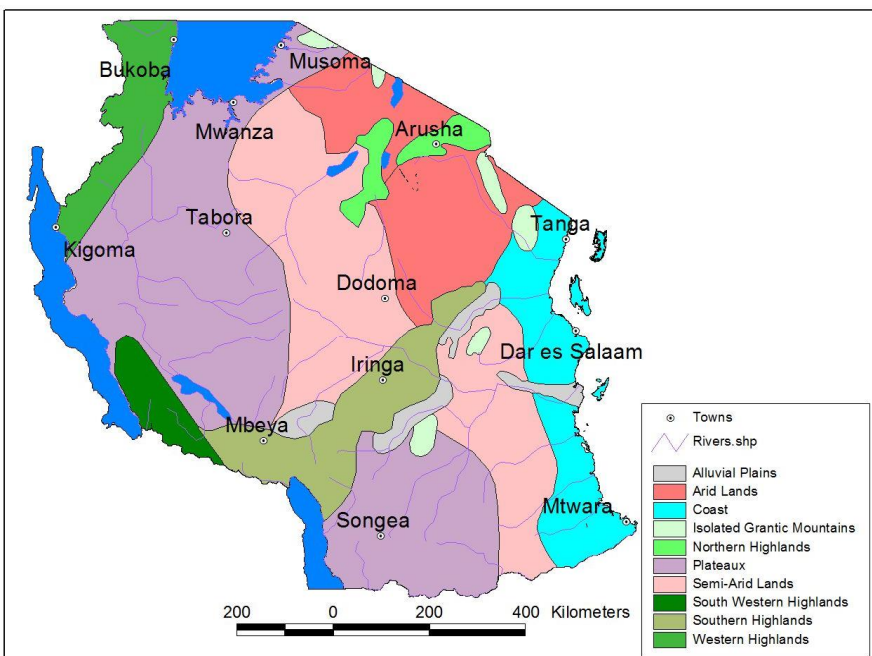 Bukoba
Musoma
Mwanza
Arusha
Tabora
Tanga
Kigoma
Dodoma
Dar es Salaam
Iringa
Mbeya
Mtwara
Songea
Towns
Rivers.shp
Alluvial Plains
Arid Lands
Coast
Isolated Grantic Mountains
Northern Highlands
Plateaux
Semi-Arid Lands
South Western Highlands
Southern Highlands
Western Highlands
200 0 200 400 Kilometers